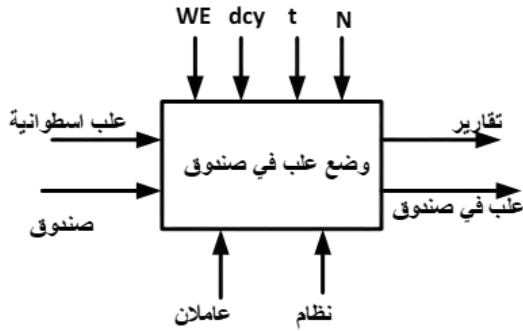 WE dcy t N
علب اسطوانية
تقارير
وضع علب في صندوق
صندوق
علب في صندوق
عاملان
نظام